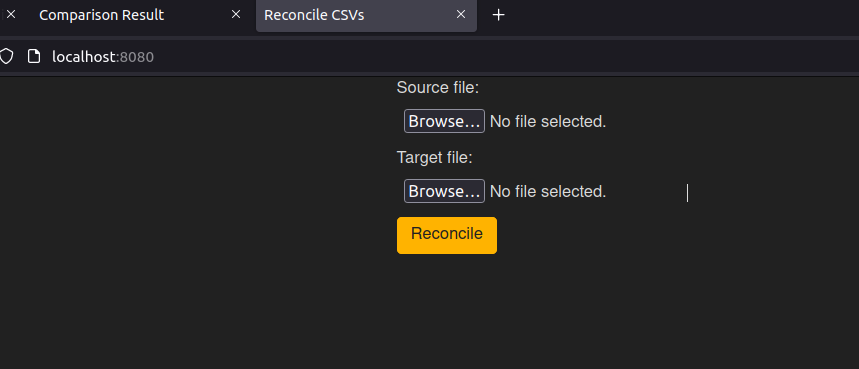 Comparison Result
Reconcile CSVs
localhost:8080
Source file:
Browse... No file selected.
Target file:
Browse... No file selected.
Reconcile